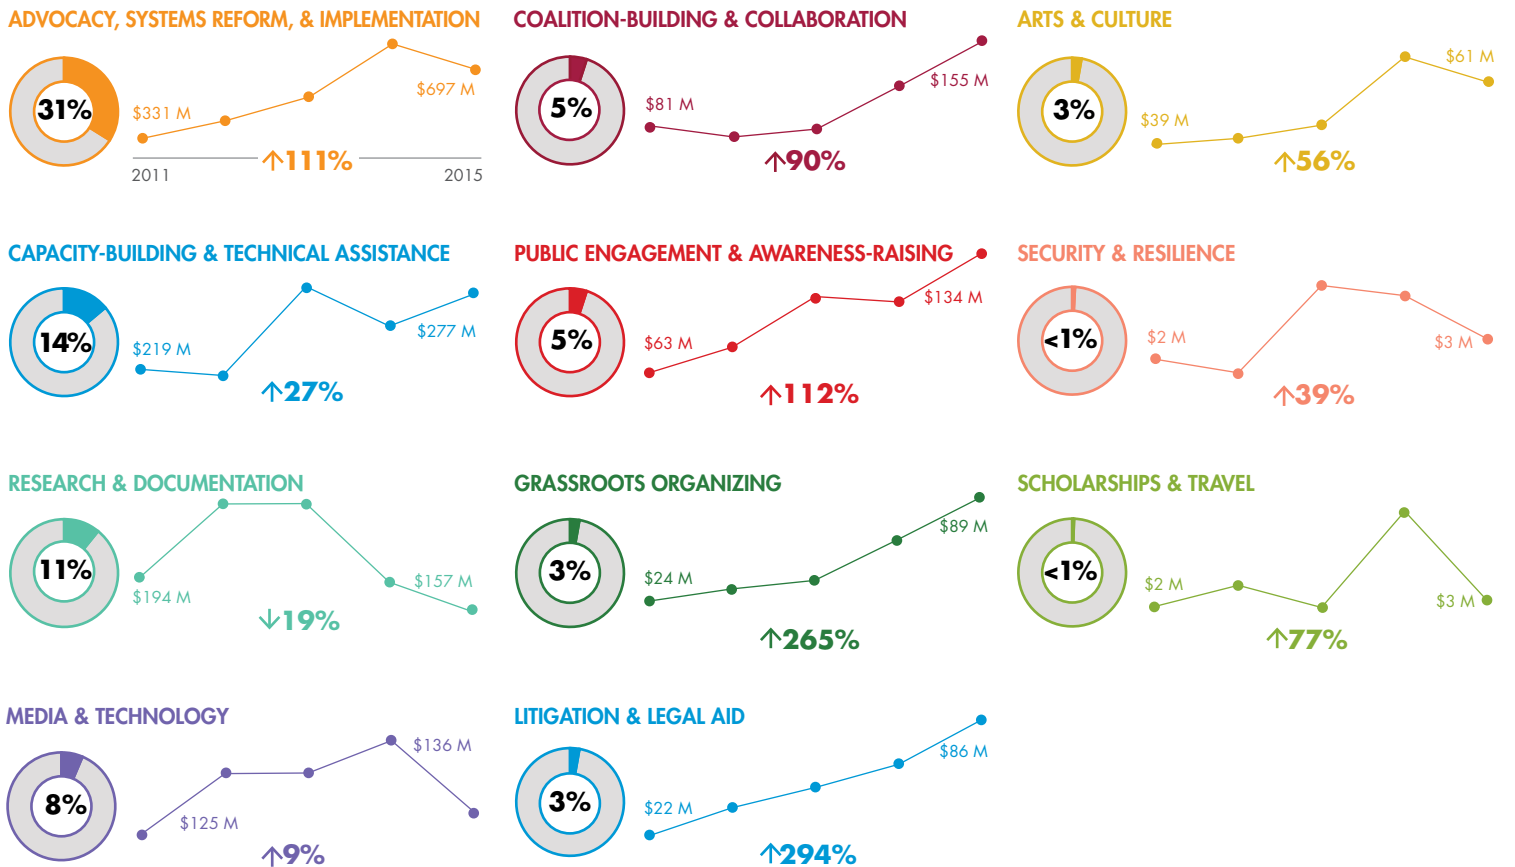 ADVOCACY, SYSTEMS REFORM, & IMPLEMENTATION
31%
$331 M
$697 M
↑111%
2011
2015
COALITION-BUILDING & COLLABORATION
5%
$81 M
$155 M
↑90%
ARTS & CULTURE
3%
$39 M
$61 M
↑56%
CAPACITY-BUILDING & TECHNICAL ASSISTANCE
14%
$219 M
$277 M
↑27%
PUBLIC ENGAGEMENT & AWARENESS-RAISING
5%
$63 M
$134 M
↑112%
SECURITY & RESILIENCE
<1%
$2 M
$3 M
↑39%
RESEARCH & DOCUMENTATION
11%
$194 M
$157 M
↓19%
GRASSROOTS ORGANIZING
3%
$24 M
$89 M
↑265%
SCHOLARSHIPS & TRAVEL
<1%
$2 M
$3 M
↑77%
MEDIA & TECHNOLOGY
8%
$125 M
$136 M
↑9%
LITIGATION & LEGAL AID
3%
$22 M
$86 M
↑294%